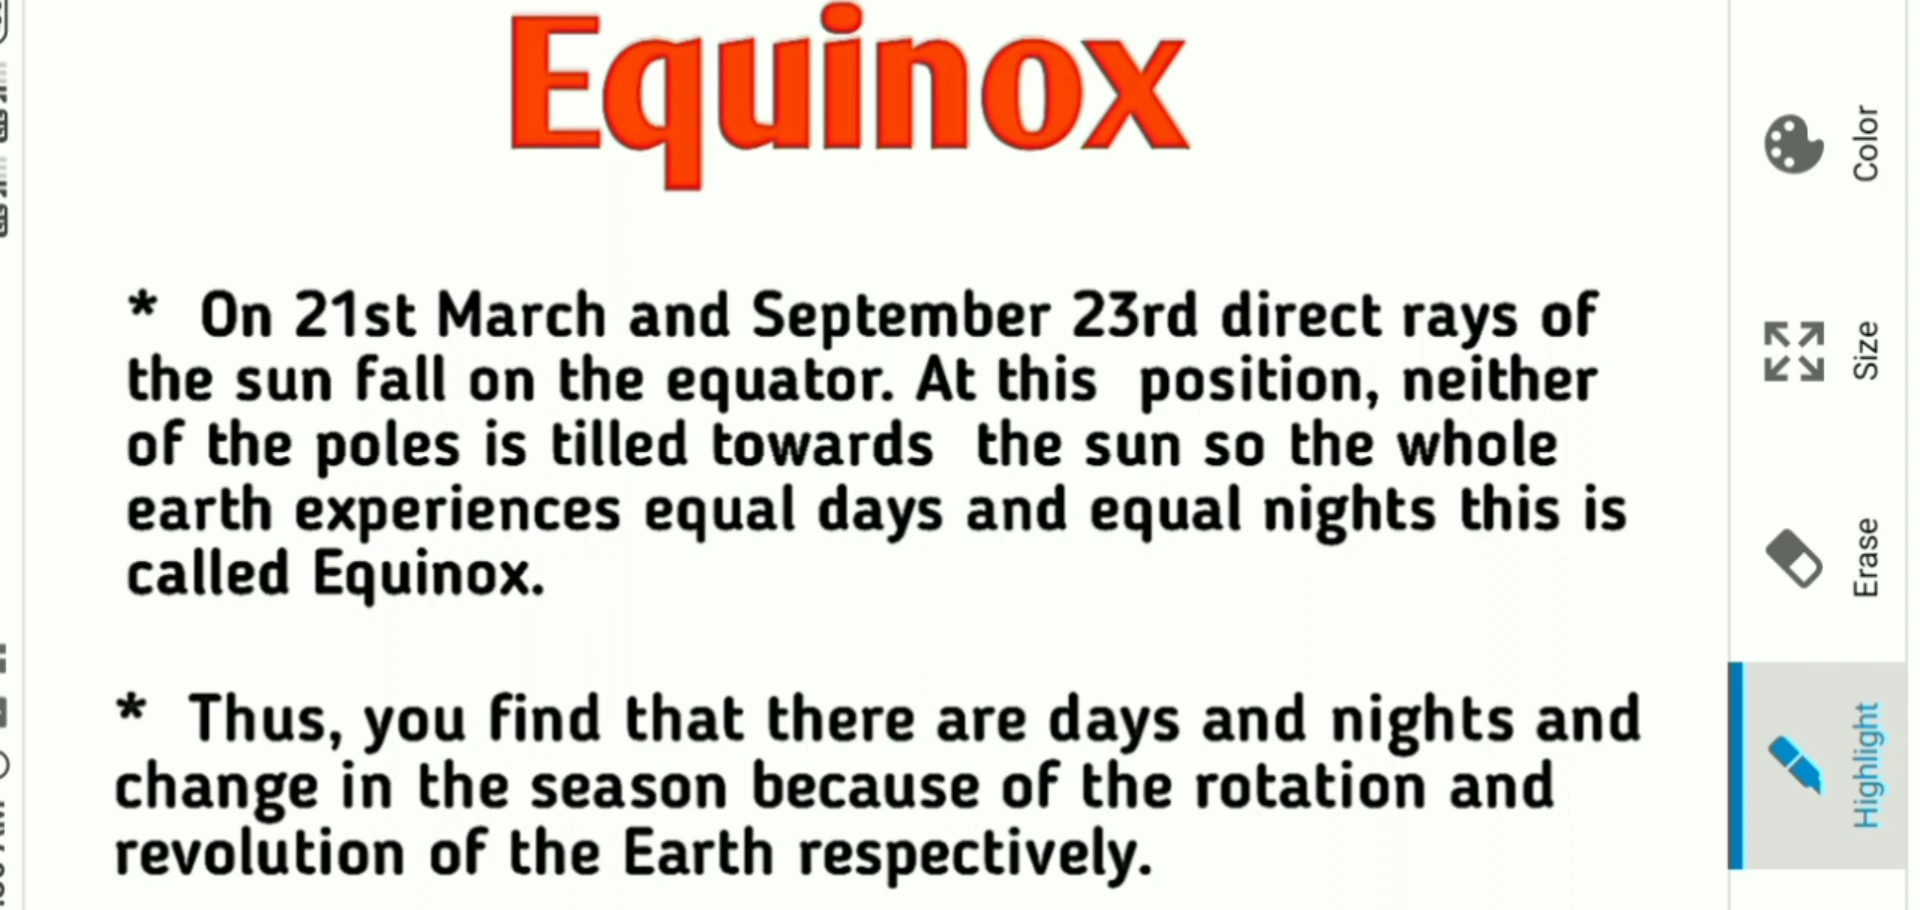 Equinox
* On 21st March and September 23rd direct rays of
the sun fall on the equator. At this position, neither
of the poles is tilled towards the sun so the whole
earth experiences equal days and equal nights this is
called Equinox.
* Thus, you find that there are days and nights and
change in the season because of the rotation and
revolution of the Earth respectively.
Color
Size
Erase
Highlight